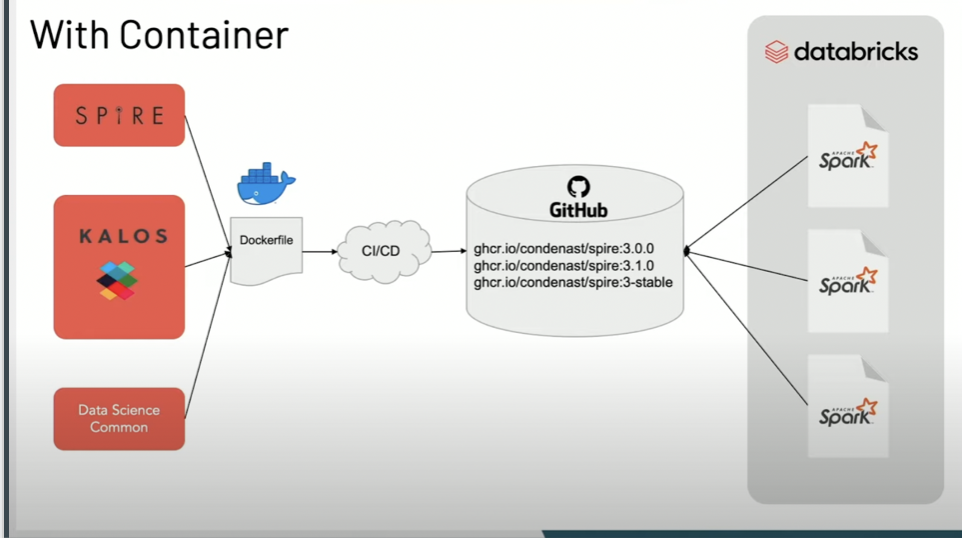 With Container
SPIRE
KALOS
Data Science
Common
Dockerfile
CI/CD
GitHub
ghcr.io/condenast/spire:3.0.0
ghcr.io/condenast/spire:3.1.0
ghcr.io/condenast/spire:3-stable
databricks
APACHE
Spark
APACHE
Spark
APACHE
Spark